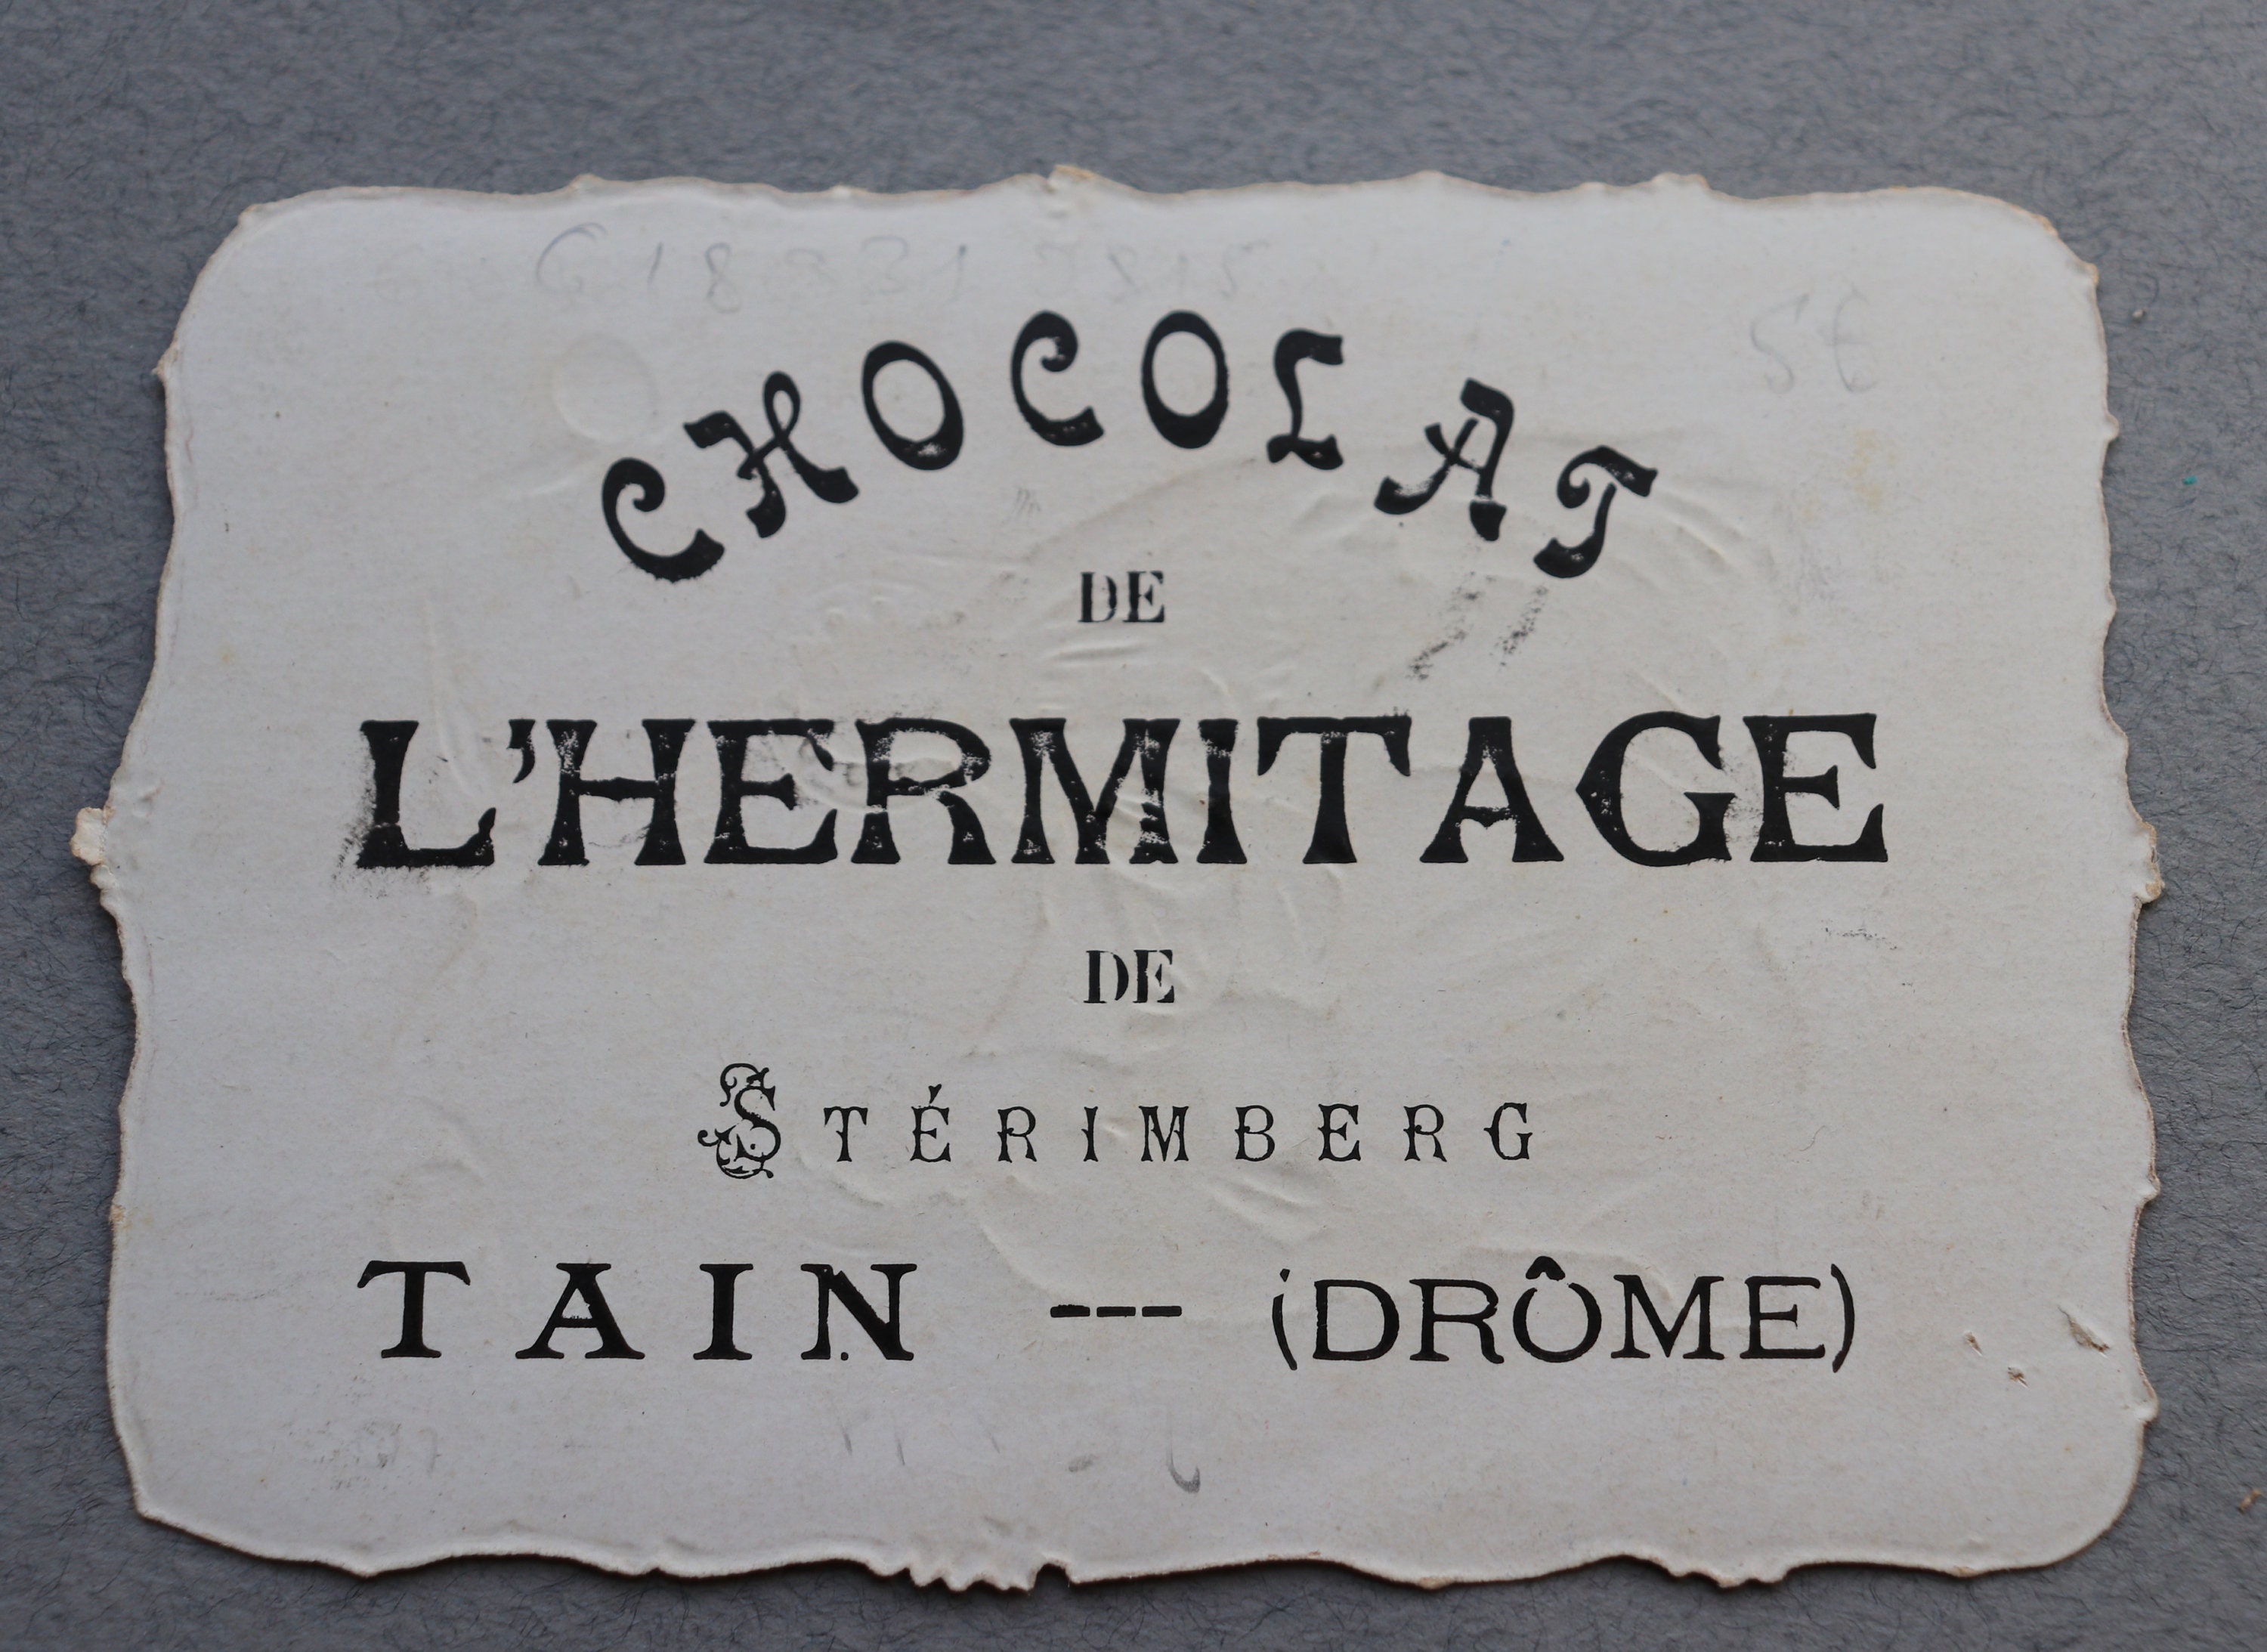 CHOCOLAT
DE
L'HERMITAGE
DE
STÉRIMBERG
TAIN --- (DRÔME)